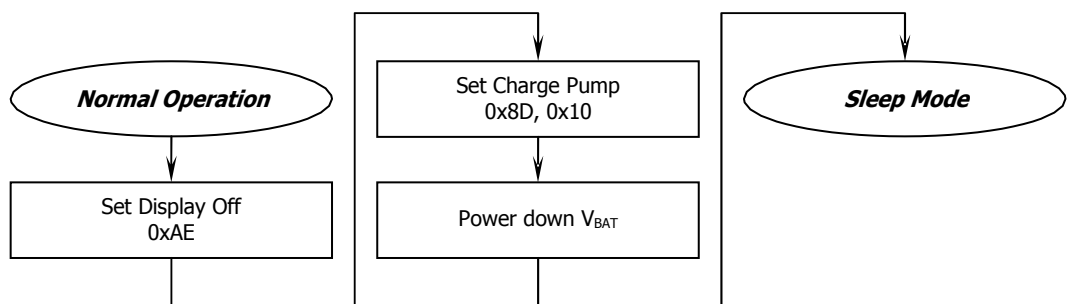 Normal Operation
Set Display Off
0xAE
Set Charge Pump
0x8D, 0x10
Power down VBAT
Sleep Mode